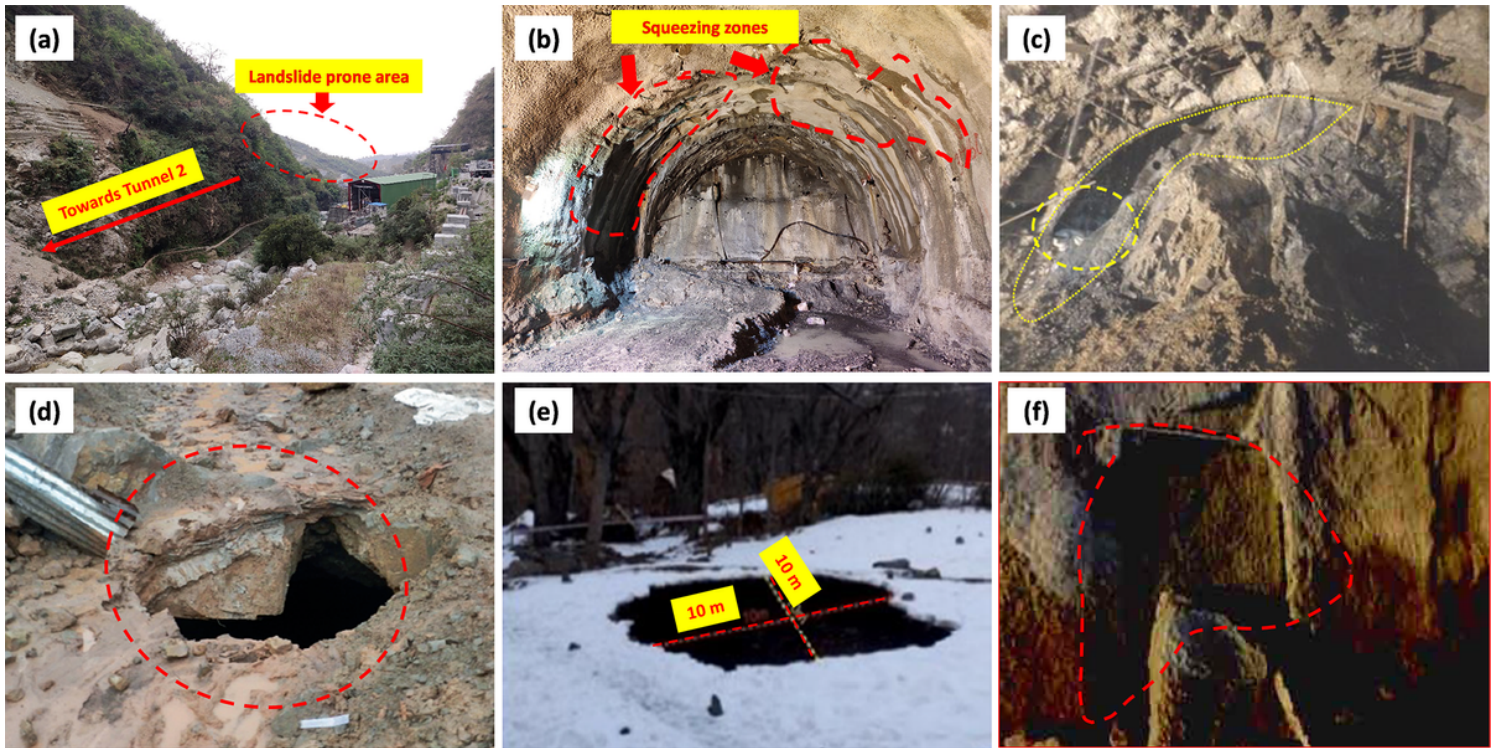 (a)
Landslide prone area
Towards Tunnel 2
(b)
Squeezing zones
(c)
(d)
(e)
10 m
10 m
(f)